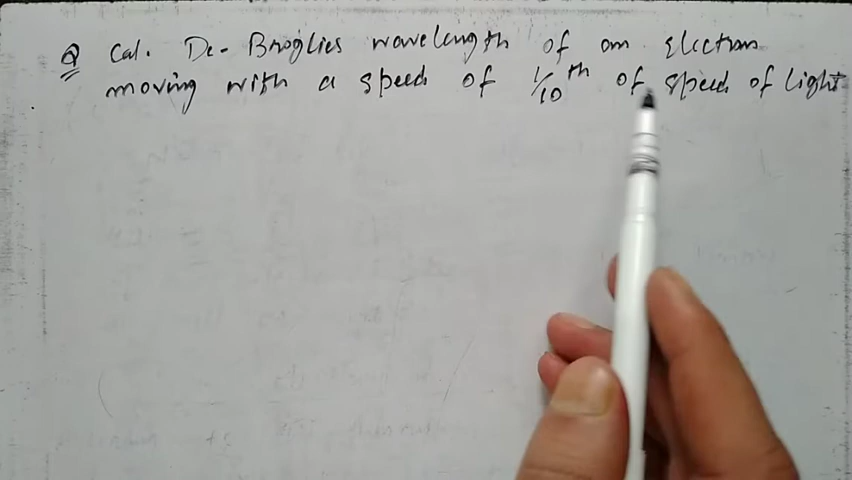 Q Cal. De-Broglies wavelength of an Electron
moving with a speed of 1/10th of speed of light